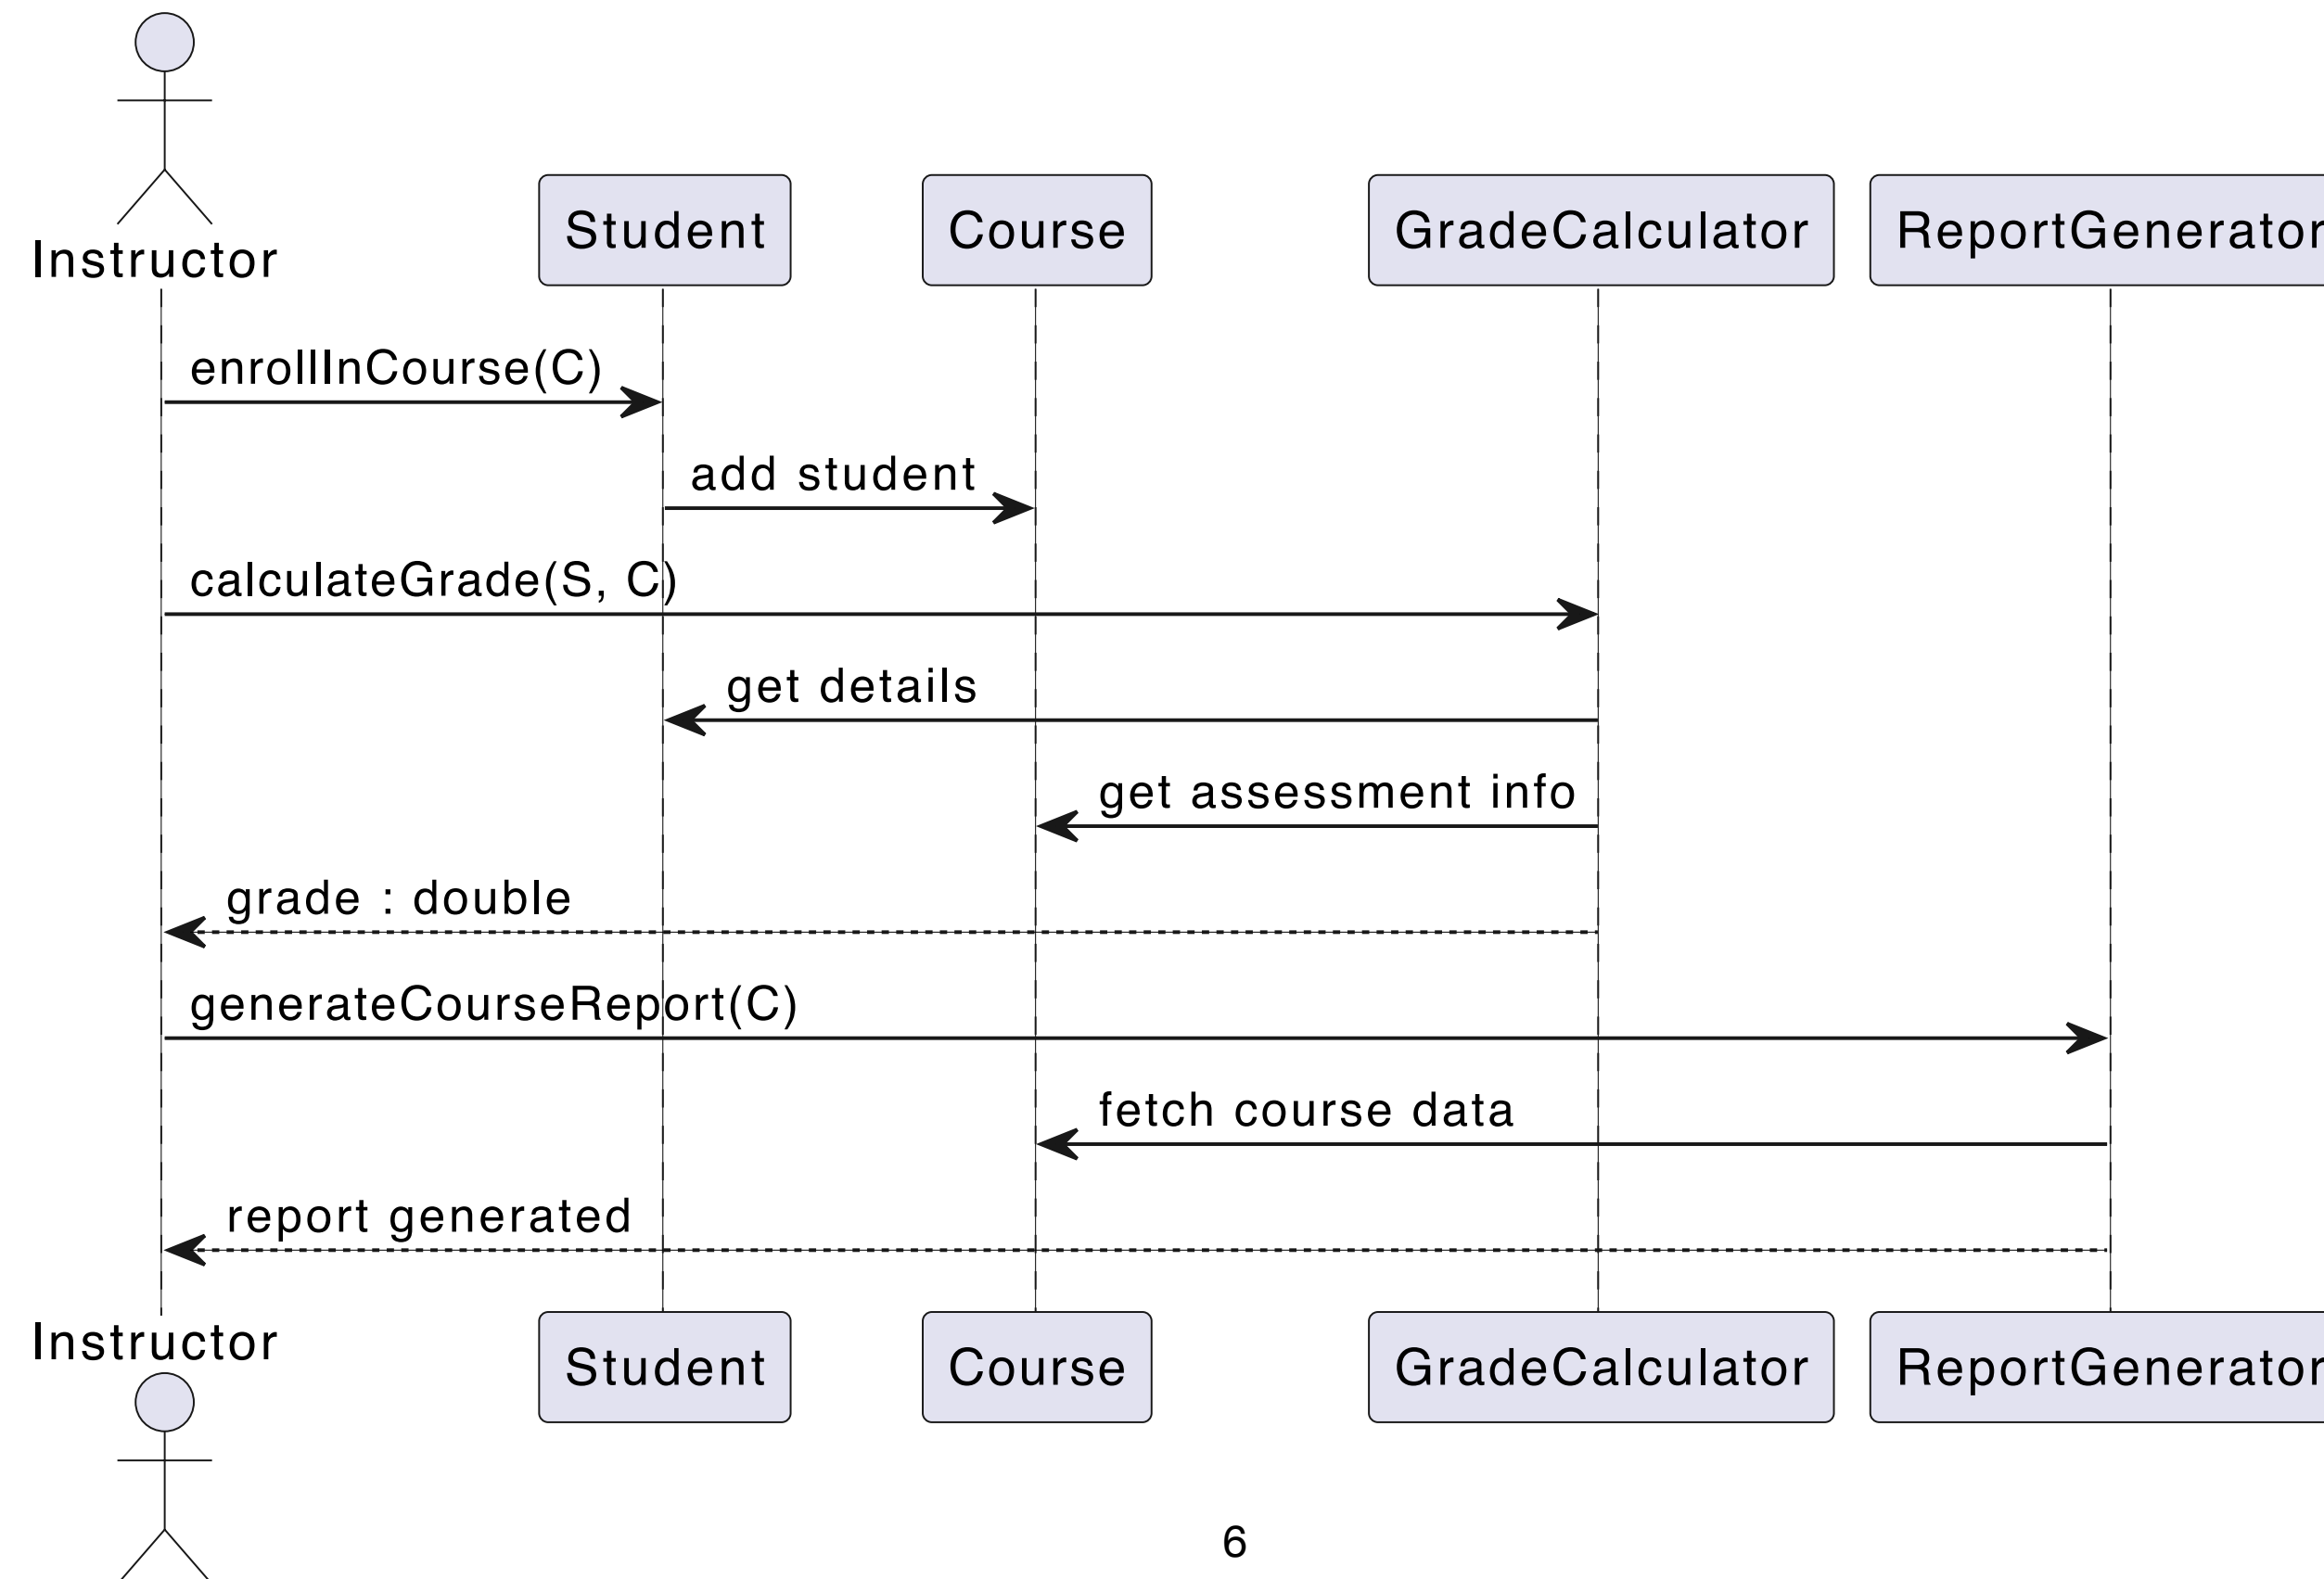 Instructor
Student
Course
GradeCalculator
ReportGenerator
enrollInCourse(C)
add student
calculateGrade(S, C)
get details
get assessment info
grade : double
generateCourseReport(C)
fetch course data
report generated
Instructor
Student
Course
GradeCalculator
ReportGenerator
6